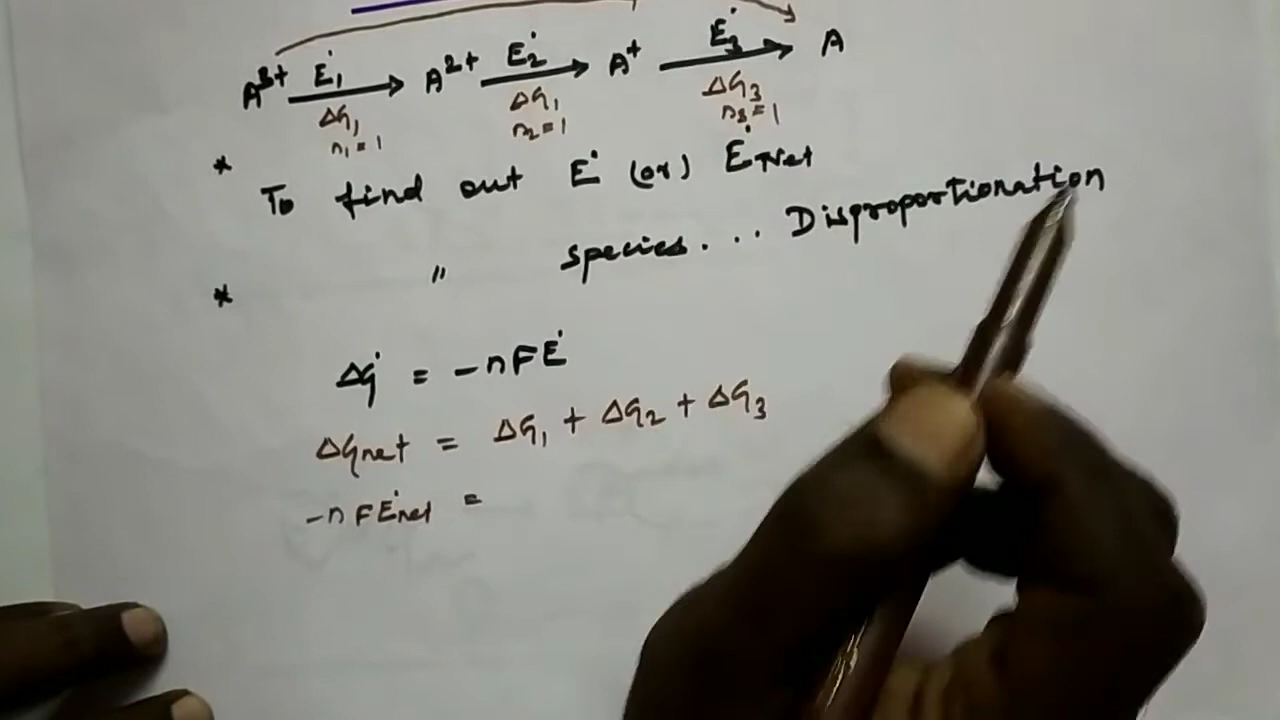 A³⁺ E°₁ → A²⁺ E°₂ → A⁺ E°₃ → A
ΔG₁ ΔG₁ ΔG₃
n₁=1 n₂=1 n₃=1
* To find out E° (or) E°Net
* " species... Disproportionation
ΔG° = -nFE°
ΔGnet = ΔG₁ + ΔG₂ + ΔG₃
-nFE°net =